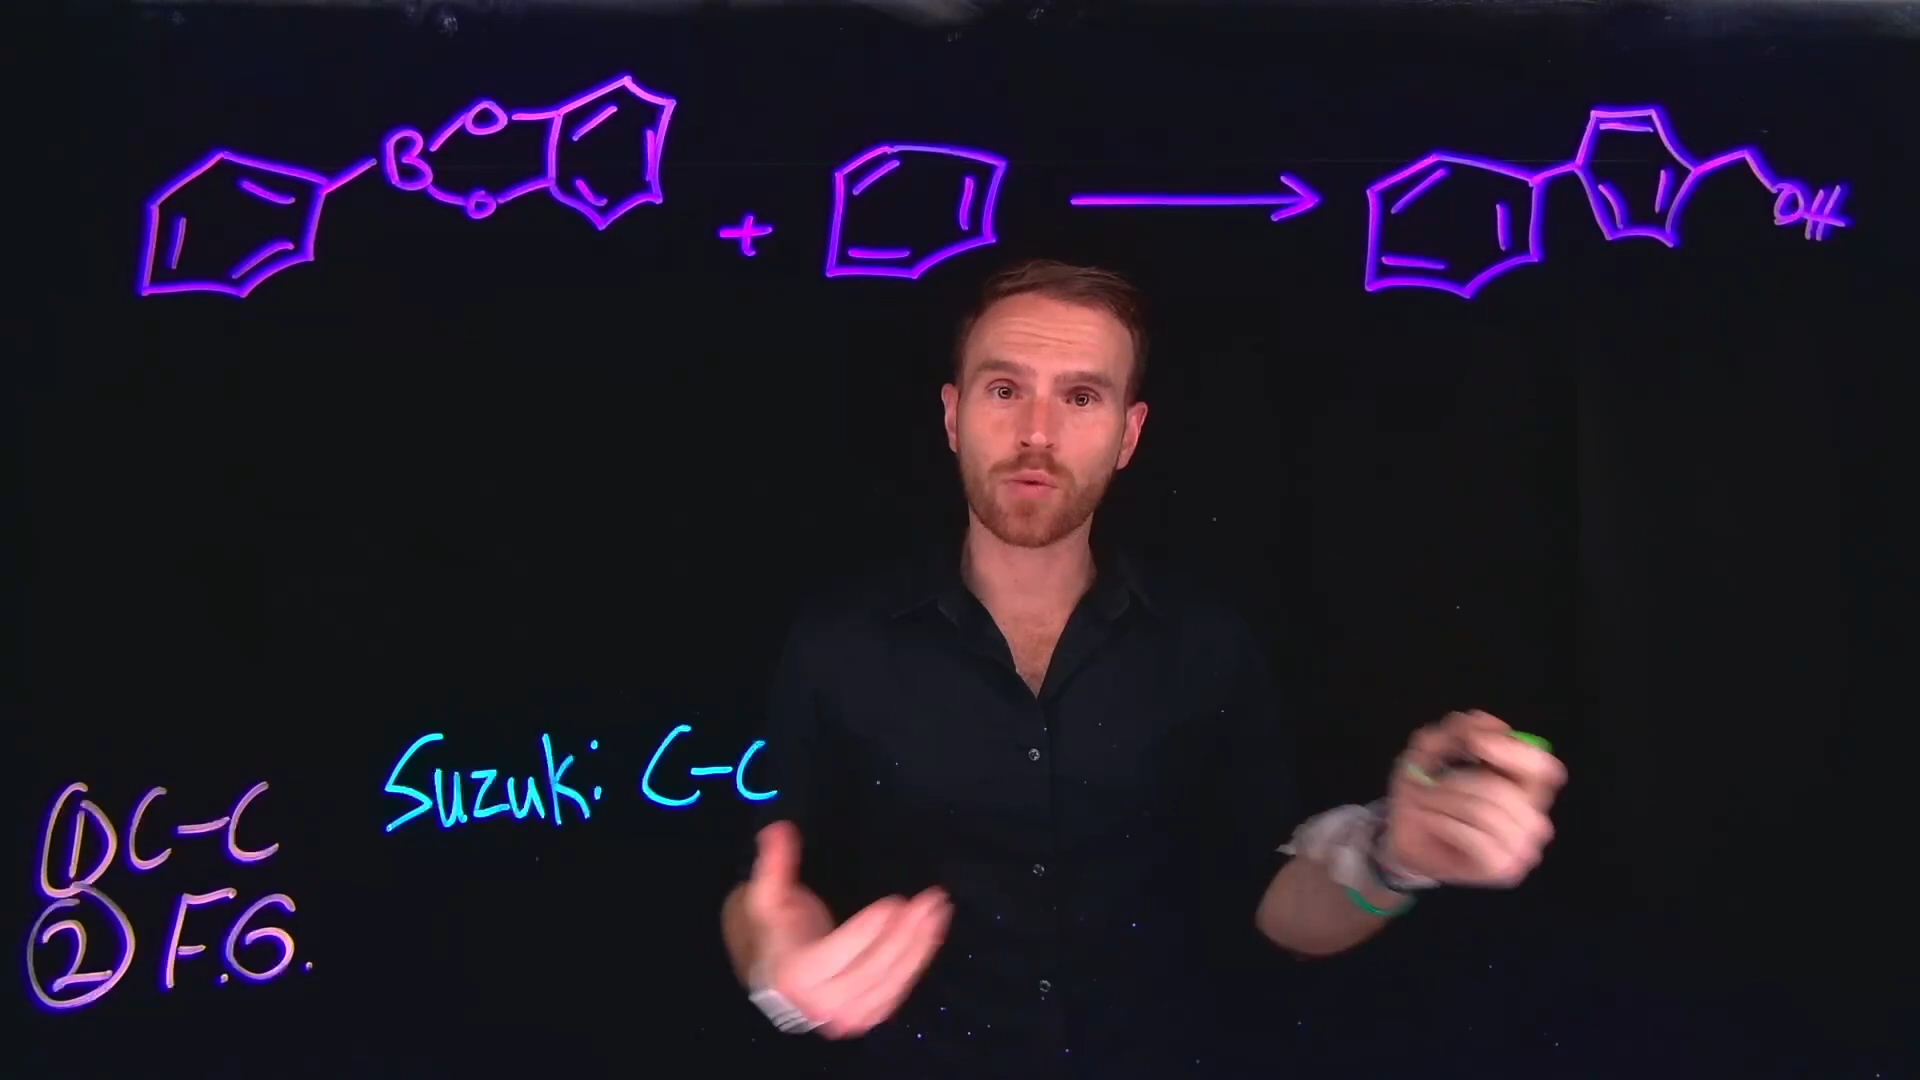 B O O + → OH
Suzuki: C-C
① C-C
② F.G.